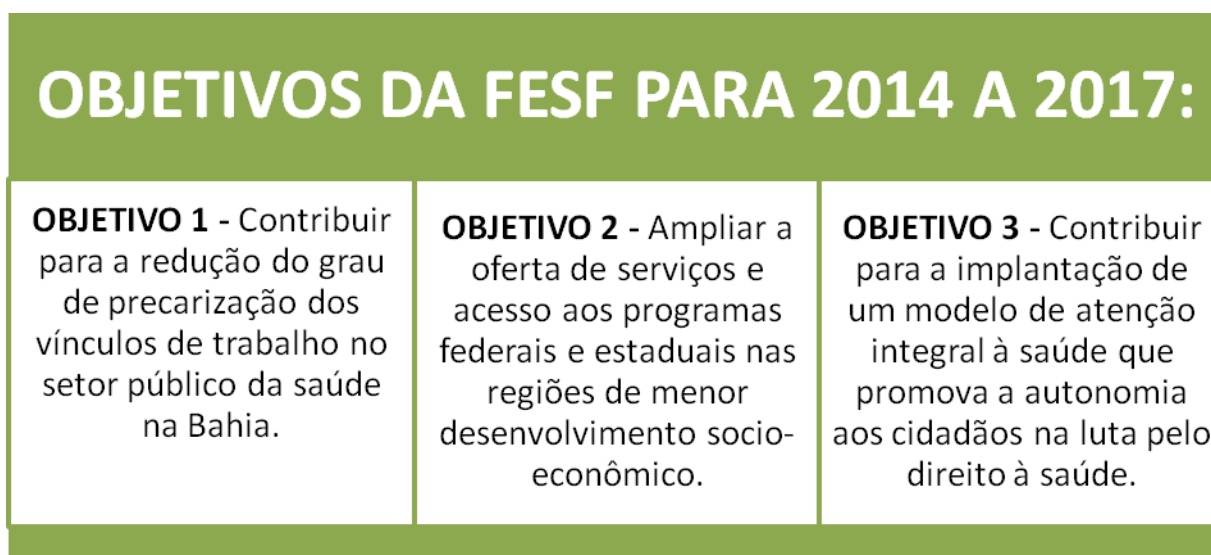 OBJETIVOS DA FESF PARA 2014 A 2017:
OBJETIVO 1 - Contribuir
para a redução do grau
de precarização dos
vínculos de trabalho no
setor público da saúde
na Bahia.
OBJETIVO 2 - Ampliar a
oferta de serviços e
acesso aos programas
federais e estaduais nas
regiões de menor
desenvolvimento socio-
econômico.
OBJETIVO 3 - Contribuir
para a implantação de
um modelo de atenção
integral à saúde que
promova a autonomia
aos cidadãos na luta pelo
direito à saúde.